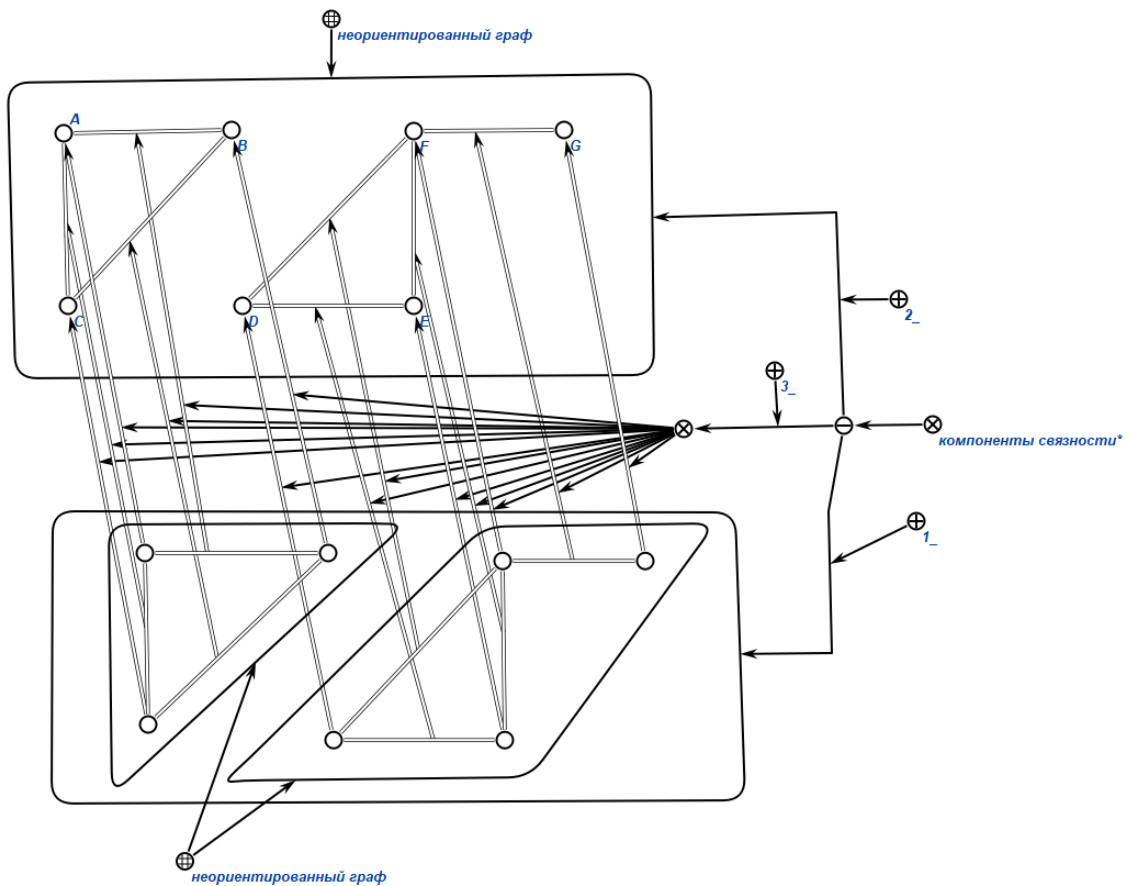 неориентированный граф
A
B
F
G
C
D
E
2_
3_
компоненты связности*
1_
неориентированный граф